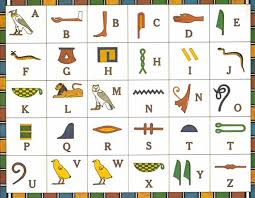 A B C D E
F G H I J
K L M N O
P Q R S T
U V W X Y Z